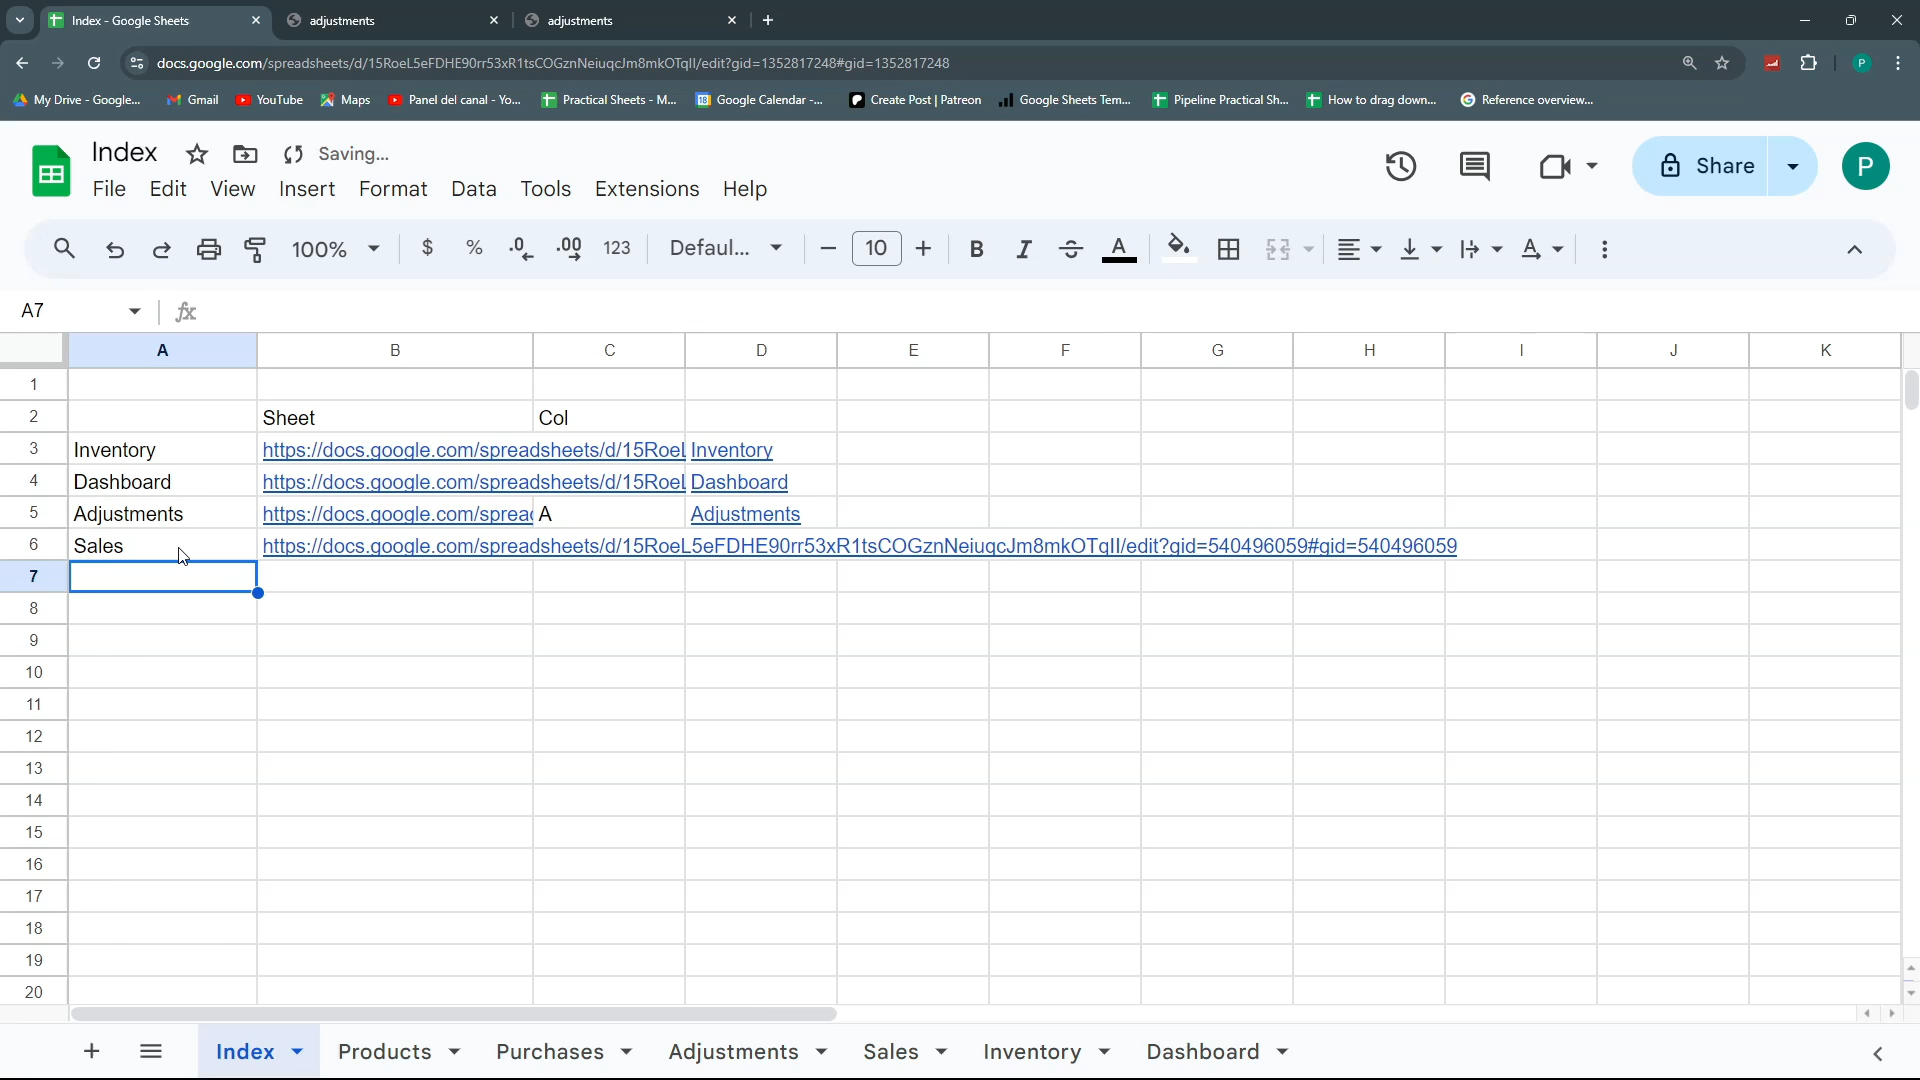 Index - Google Sheets
adjustments
adjustments
docs.google.com/spreadsheets/d/15RoeL5eFDHE90rr53xR1tsCOGznNeiuqcJm8mkOTqII/edit?gid=1352817248#gid=1352817248
P
My Drive - Google...
Gmail
YouTube
Maps
Panel del canal - Yo...
Practical Sheets - M...
Google Calendar -...
Create Post | Patreon
Google Sheets Tem...
Pipeline Practical Sh...
How to drag down...
Reference overview...
Index
Saving...
File Edit View Insert Format Data Tools Extensions Help
Share
P
100%
$ % .0 .00 123
Defaul...
10
B I S A
A7
fx
A B C D E F G H I J K
1
2 Sheet Col
3 Inventory https://docs.google.com/spreadsheets/d/15RoeL Inventory
4 Dashboard https://docs.google.com/spreadsheets/d/15RoeL Dashboard
5 Adjustments https://docs.google.com/spreac A Adjustments
6 Sales https://docs.google.com/spreadsheets/d/15RoeL5eFDHE90rr53xR1tsCOGznNeiuqcJm8mkOTqII/edit?gid=540496059#gid=540496059
7
8
9
10
11
12
13
14
15
16
17
18
19
20
Index Products Purchases Adjustments Sales Inventory Dashboard